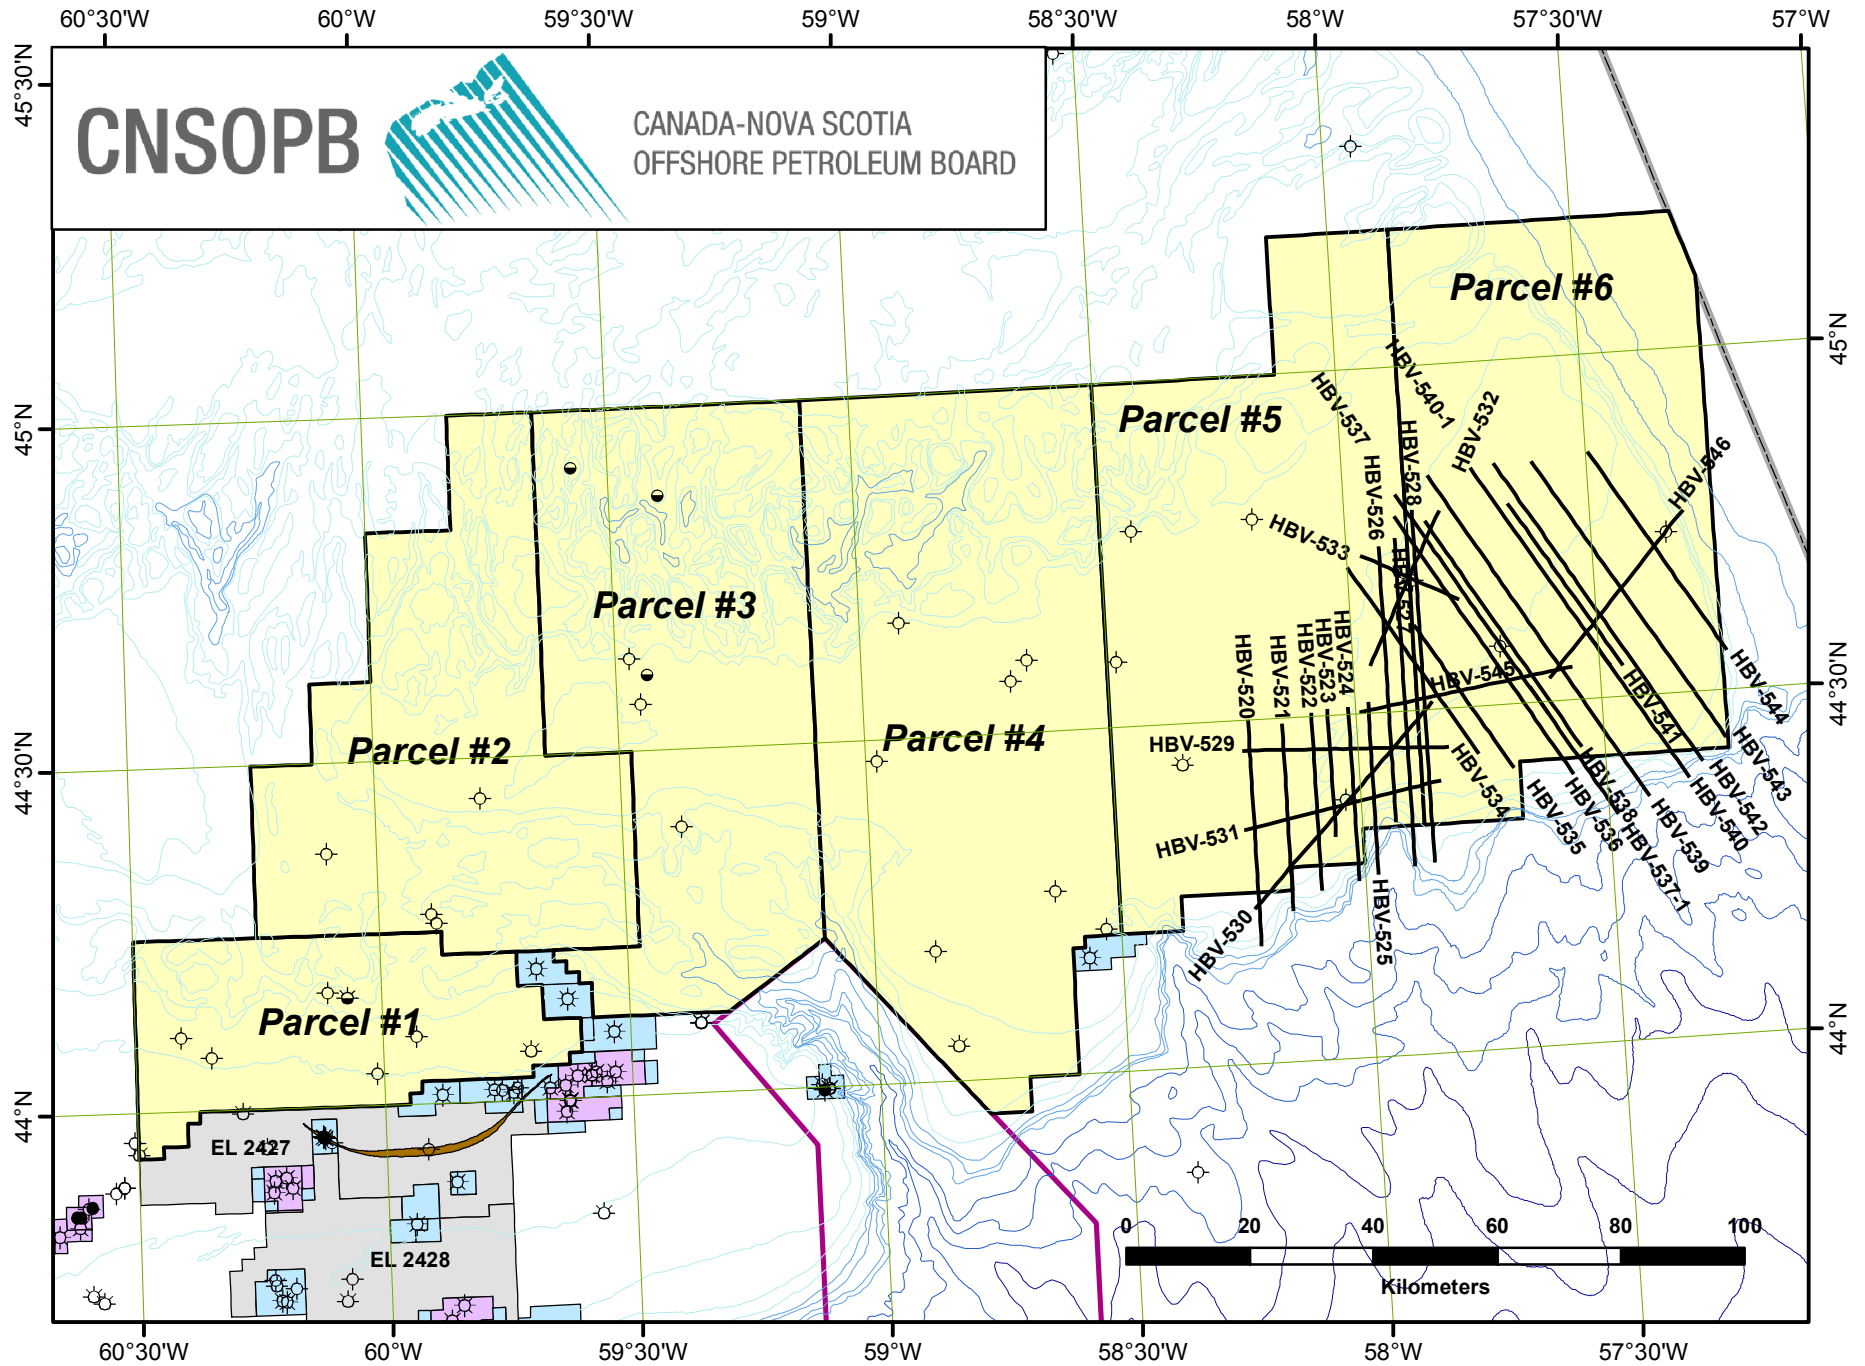 60°30'W 60°W 59°30'W 59°W 58°30'W 58°W 57°30'W 57°W
45°30'N
CNSOPB
CANADA-NOVA SCOTIA
OFFSHORE PETROLEUM BOARD
Parcel #6
45°N
45°N
Parcel #5
HBV-540-1
HBV-537
HBV-532
HBV-528
HBV-526
HBV-546
HBV-533
HBV-527
Parcel #3
HBV-524
HBV-523
HBV-522
HBV-521
HBV-520
HBV-545
HBV-544
HBV-541
44°30'N
44°30'N
Parcel #2
Parcel #4
HBV-529
HBV-534
HBV-543
HBV-542
HBV-540
HBV-538
HBV-539
HBV-536
HBV-535
HBV-537-1
HBV-531
HBV-530
HBV-525
Parcel #1
44°N
44°N
EL 2427
EL 2428
0 20 40 60 80 100
Kilometers
60°30'W 60°W 59°30'W 59°W 58°30'W 58°W 57°30'W